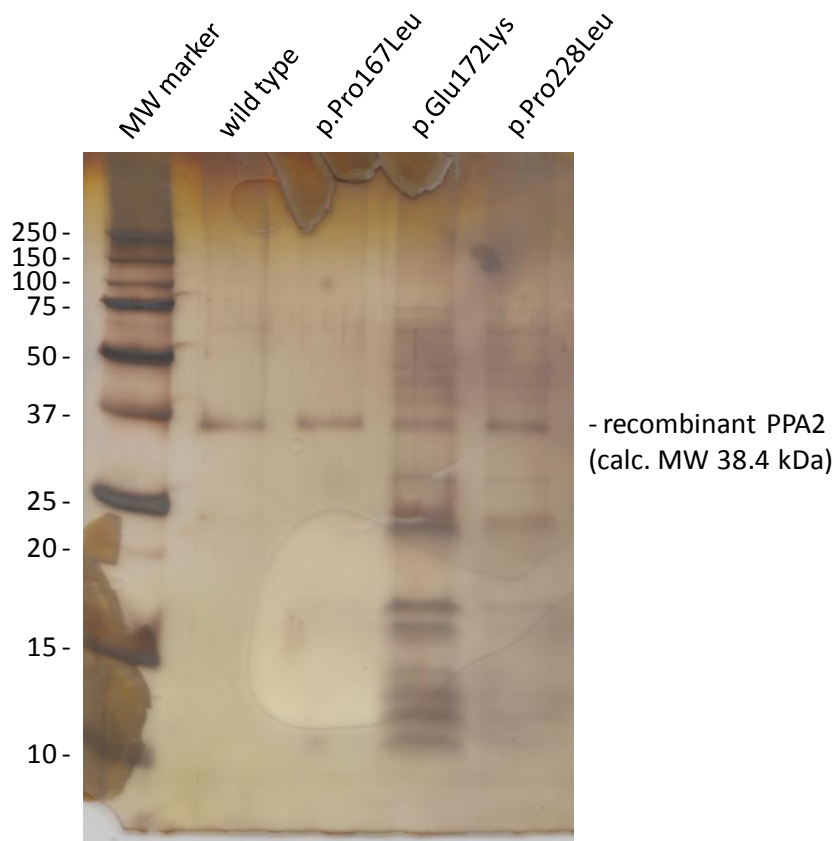 MW marker
wild type
p.Pro167Leu
p.Glu172Lys
p.Pro228Leu
250 -
150 -
100 -
75 -
50 -
37 -
25 -
20 -
15 -
10 -
- recombinant PPA2
(calc. MW 38.4 kDa)